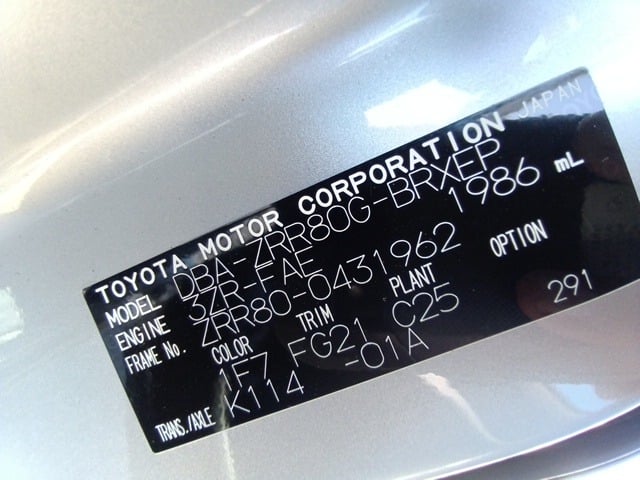 TOYOTA MOTOR CORPORATION JAPAN
MODEL DBA-ZRR80G-BRXEP
ENGINE 3ZR-FAE 1986 mL
FRAME No. ZRR80-0431962
COLOR TRIM PLANT OPTION
1F7 FG21 C25 291
TRANS./AXLE K114 -01A